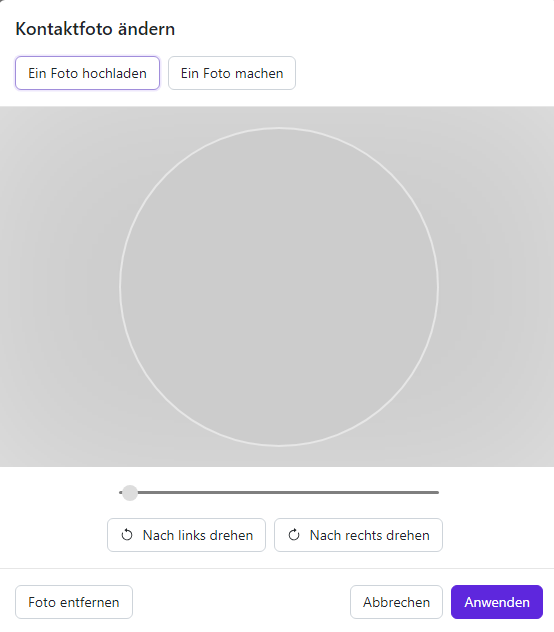 Kontaktfoto ändern
Ein Foto hochladen
Ein Foto machen
Nach links drehen
Nach rechts drehen
Foto entfernen
Abbrechen
Anwenden